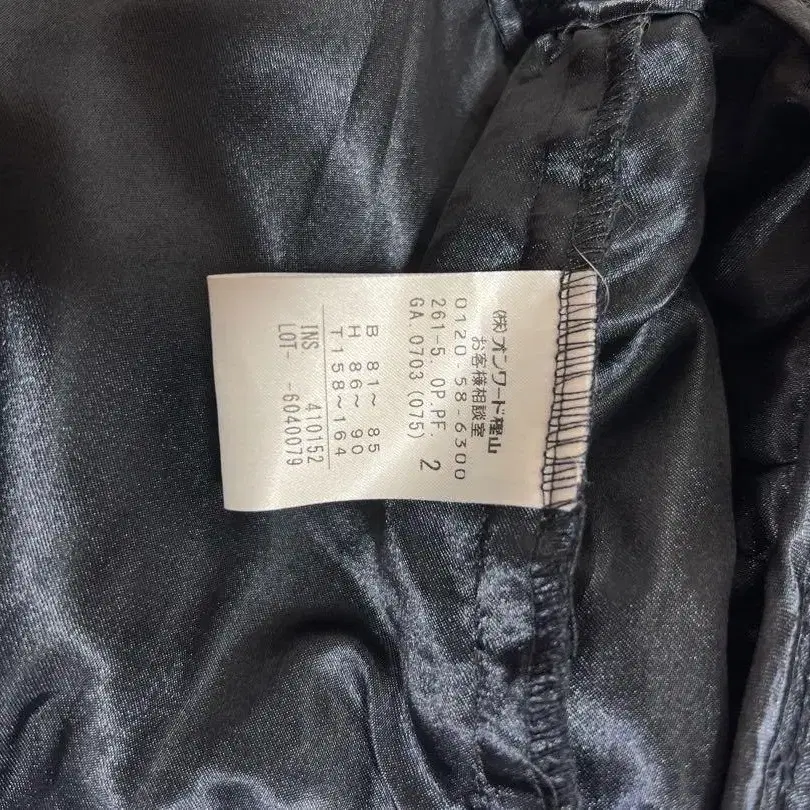 (株)オンワード樫山
お客様相談室
0120-58-6300
261-5. OP.PF. 2
GA.0703 (075)
B 81～ 85
H 86～ 90
T158～164
INS 410152
LOT- -6040079